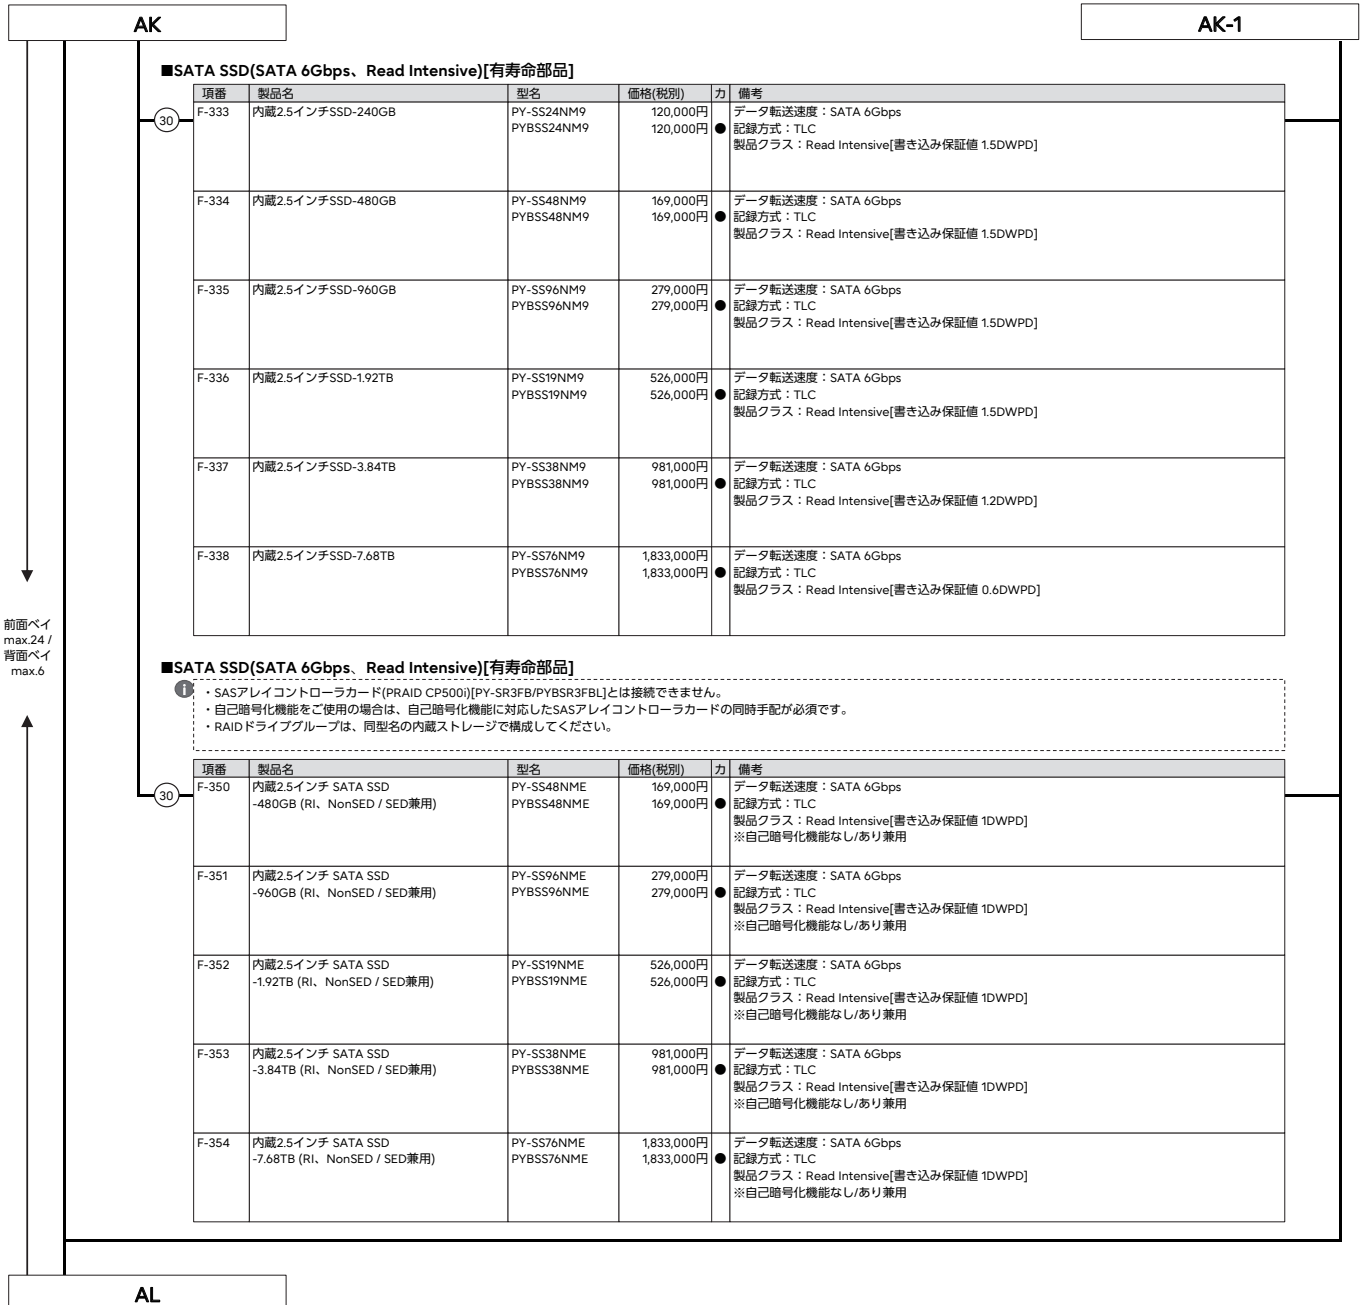 AK
AK-1
■SATA SSD(SATA 6Gbps、Read Intensive)[有寿命部品]
項番 製品名 型名 価格(税別) カ 備考
30
F-333 内蔵2.5インチSSD-240GB PY-SS24NM9 120,000円 データ転送速度：SATA 6Gbps
PYBSS24NM9 120,000円 ● 記録方式：TLC
製品クラス：Read Intensive[書き込み保証値 1.5DWPD]
F-334 内蔵2.5インチSSD-480GB PY-SS48NM9 169,000円 データ転送速度：SATA 6Gbps
PYBSS48NM9 169,000円 ● 記録方式：TLC
製品クラス：Read Intensive[書き込み保証値 1.5DWPD]
F-335 内蔵2.5インチSSD-960GB PY-SS96NM9 279,000円 データ転送速度：SATA 6Gbps
PYBSS96NM9 279,000円 ● 記録方式：TLC
製品クラス：Read Intensive[書き込み保証値 1.5DWPD]
F-336 内蔵2.5インチSSD-1.92TB PY-SS19NM9 526,000円 データ転送速度：SATA 6Gbps
PYBSS19NM9 526,000円 ● 記録方式：TLC
製品クラス：Read Intensive[書き込み保証値 1.5DWPD]
F-337 内蔵2.5インチSSD-3.84TB PY-SS38NM9 981,000円 データ転送速度：SATA 6Gbps
PYBSS38NM9 981,000円 ● 記録方式：TLC
製品クラス：Read Intensive[書き込み保証値 1.2DWPD]
F-338 内蔵2.5インチSSD-7.68TB PY-SS76NM9 1,833,000円 データ転送速度：SATA 6Gbps
PYBSS76NM9 1,833,000円 ● 記録方式：TLC
製品クラス：Read Intensive[書き込み保証値 0.6DWPD]
前面ベイ
max.24 /
背面ベイ
max.6
■SATA SSD(SATA 6Gbps、Read Intensive)[有寿命部品]
i ・SASアレイコントローラカード(PRAID CP500i)[PY-SR3FB/PYBSR3FBL]とは接続できません。
・自己暗号化機能をご使用の場合は、自己暗号化機能に対応したSASアレイコントローラカードの同時手配が必須です。
・RAIDドライブグループは、同型名の内蔵ストレージで構成してください。
項番 製品名 型名 価格(税別) カ 備考
30
F-350 内蔵2.5インチ SATA SSD PY-SS48NME 169,000円 データ転送速度：SATA 6Gbps
-480GB (RI、NonSED / SED兼用) PYBSS48NME 169,000円 ● 記録方式：TLC
製品クラス：Read Intensive[書き込み保証値 1DWPD]
※自己暗号化機能なし/あり兼用
F-351 内蔵2.5インチ SATA SSD PY-SS96NME 279,000円 データ転送速度：SATA 6Gbps
-960GB (RI、NonSED / SED兼用) PYBSS96NME 279,000円 ● 記録方式：TLC
製品クラス：Read Intensive[書き込み保証値 1DWPD]
※自己暗号化機能なし/あり兼用
F-352 内蔵2.5インチ SATA SSD PY-SS19NME 526,000円 データ転送速度：SATA 6Gbps
-1.92TB (RI、NonSED / SED兼用) PYBSS19NME 526,000円 ● 記録方式：TLC
製品クラス：Read Intensive[書き込み保証値 1DWPD]
※自己暗号化機能なし/あり兼用
F-353 内蔵2.5インチ SATA SSD PY-SS38NME 981,000円 データ転送速度：SATA 6Gbps
-3.84TB (RI、NonSED / SED兼用) PYBSS38NME 981,000円 ● 記録方式：TLC
製品クラス：Read Intensive[書き込み保証値 1DWPD]
※自己暗号化機能なし/あり兼用
F-354 内蔵2.5インチ SATA SSD PY-SS76NME 1,833,000円 データ転送速度：SATA 6Gbps
-7.68TB (RI、NonSED / SED兼用) PYBSS76NME 1,833,000円 ● 記録方式：TLC
製品クラス：Read Intensive[書き込み保証値 1DWPD]
※自己暗号化機能なし/あり兼用
AL